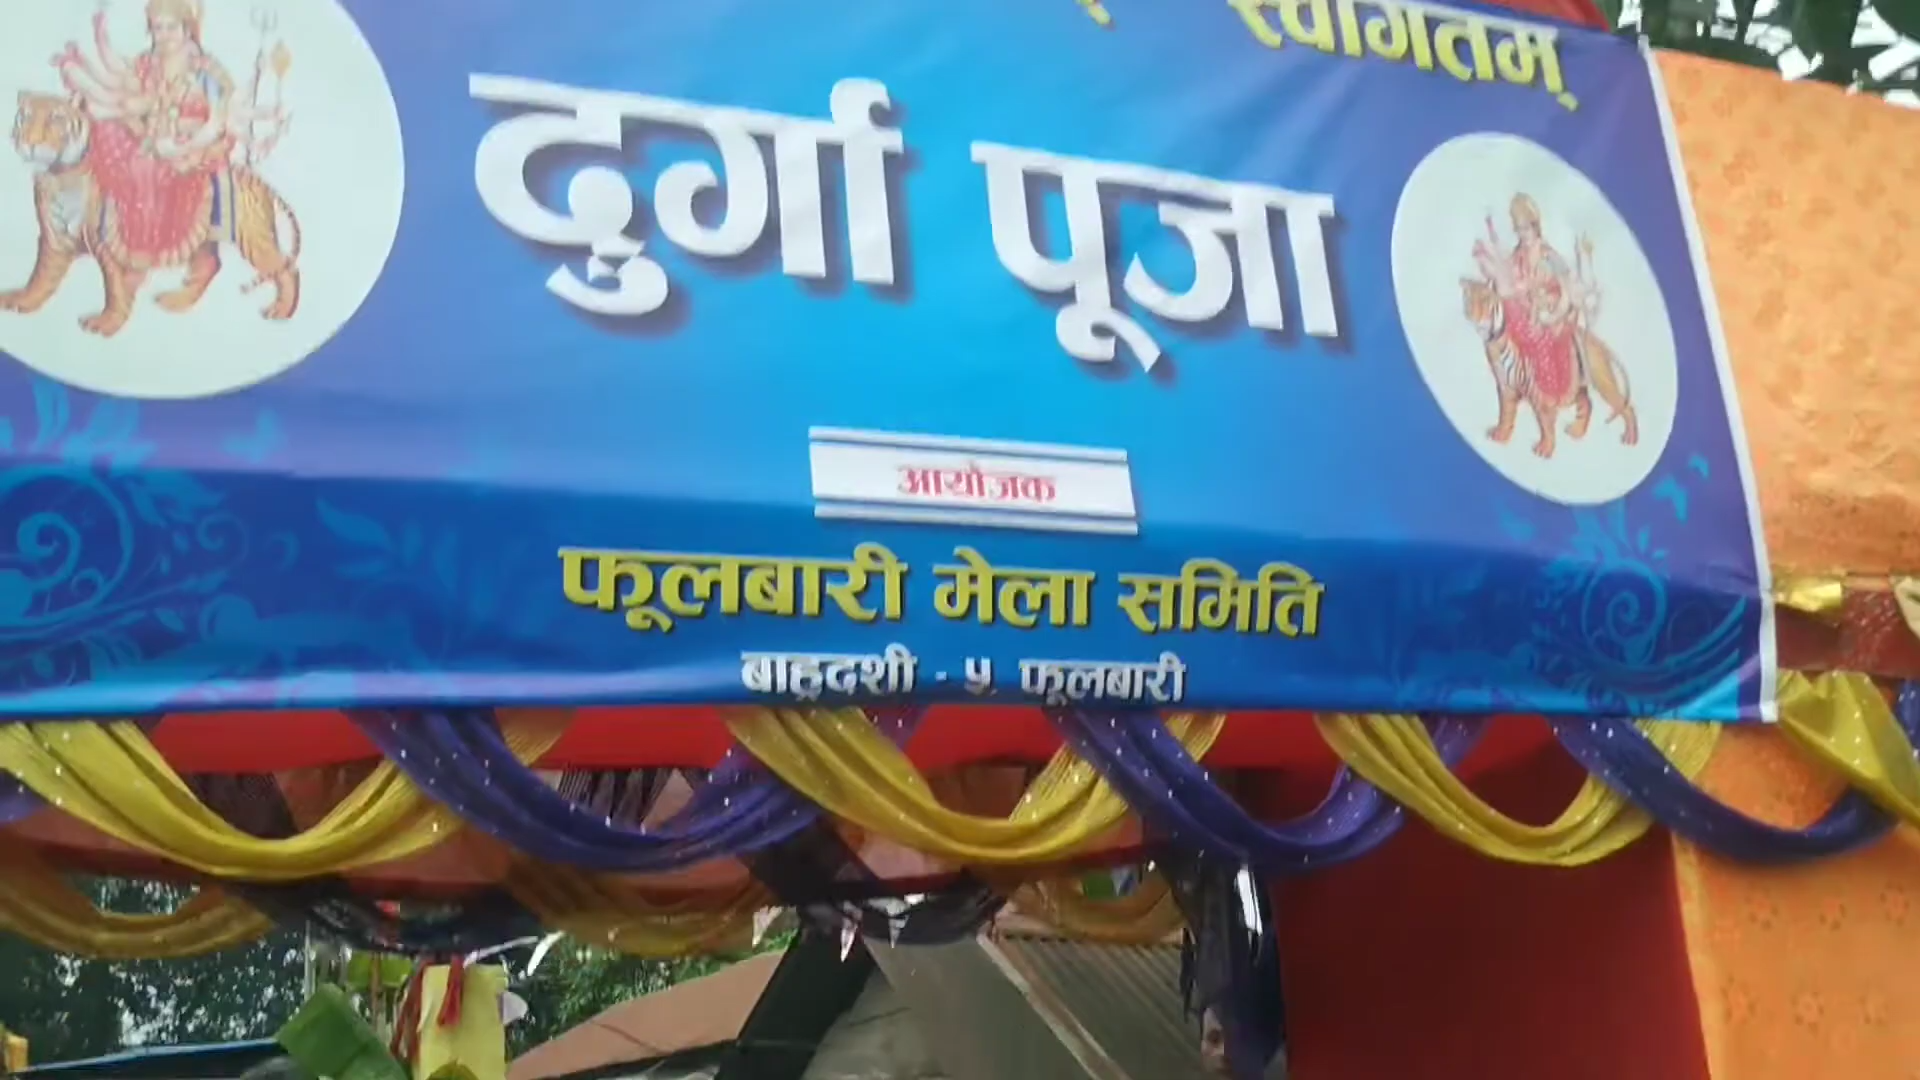 स्वागतम्
दुर्गा पूजा
आयोजक
फूलबारी मेला समिति
बाह्रदशी - ५ फूलबारी